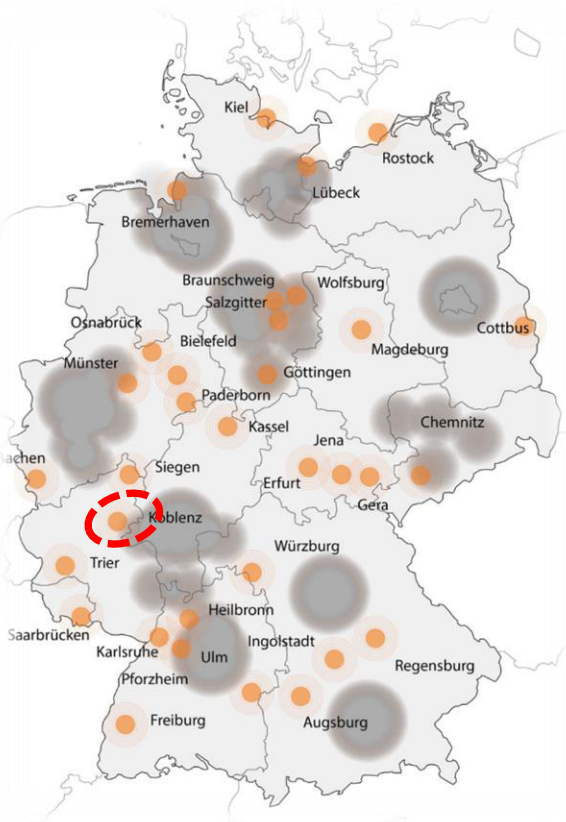 Kiel
Rostock
Lübeck
Bremerhaven
Braunschweig
Wolfsburg
Salzgitter
Osnabrück
Bielefeld
Cottbus
Magdeburg
Münster
Göttingen
Paderborn
Kassel
Chemnitz
Jena
achen
Siegen
Erfurt
Gera
Koblenz
Würzburg
Trier
Heilbronn
Saarbrücken
Ingolstadt
Karlsruhe
Ulm
Regensburg
Pforzheim
Freiburg
Augsburg